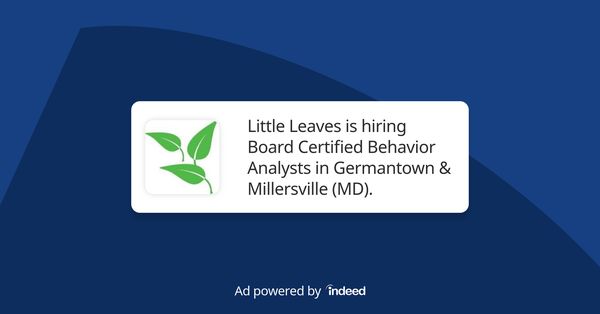 Little Leaves is hiring
Board Certified Behavior
Analysts in Germantown &
Millersville (MD).
Ad powered by indeed